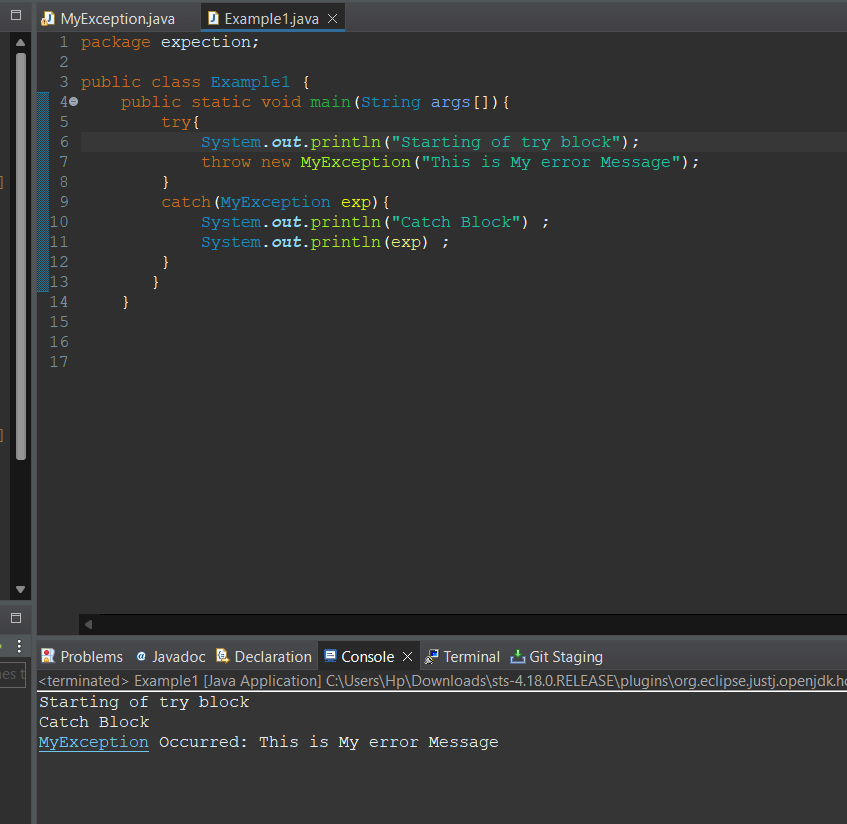 MyException.java Example1.java
1 package expection;
2
3 public class Example1 {
4 public static void main(String args[]){
5 try{
6 System.out.println("Starting of try block");
7 throw new MyException("This is My error Message");
8 }
9 catch(MyException exp){
10 System.out.println("Catch Block") ;
11 System.out.println(exp) ;
12 }
13 }
14 }
15
16
17
Problems @ Javadoc Declaration Console Terminal Git Staging
<terminated> Example1 [Java Application] C:\Users\Hp\Downloads\sts-4.18.0.RELEASE\plugins\org.eclipse.justj.openjdk.ho
Starting of try block
Catch Block
MyException Occurred: This is My error Message